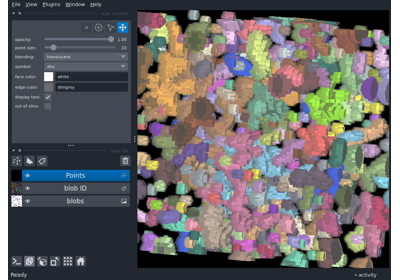 File View Plugins Window Help
opacity: 1.00
point size: 10
blending: translucent
symbol: disc
face color: white
edge color: dimgrey
display text:
out of slice:
Points
blob ID
blobs
Ready
activity